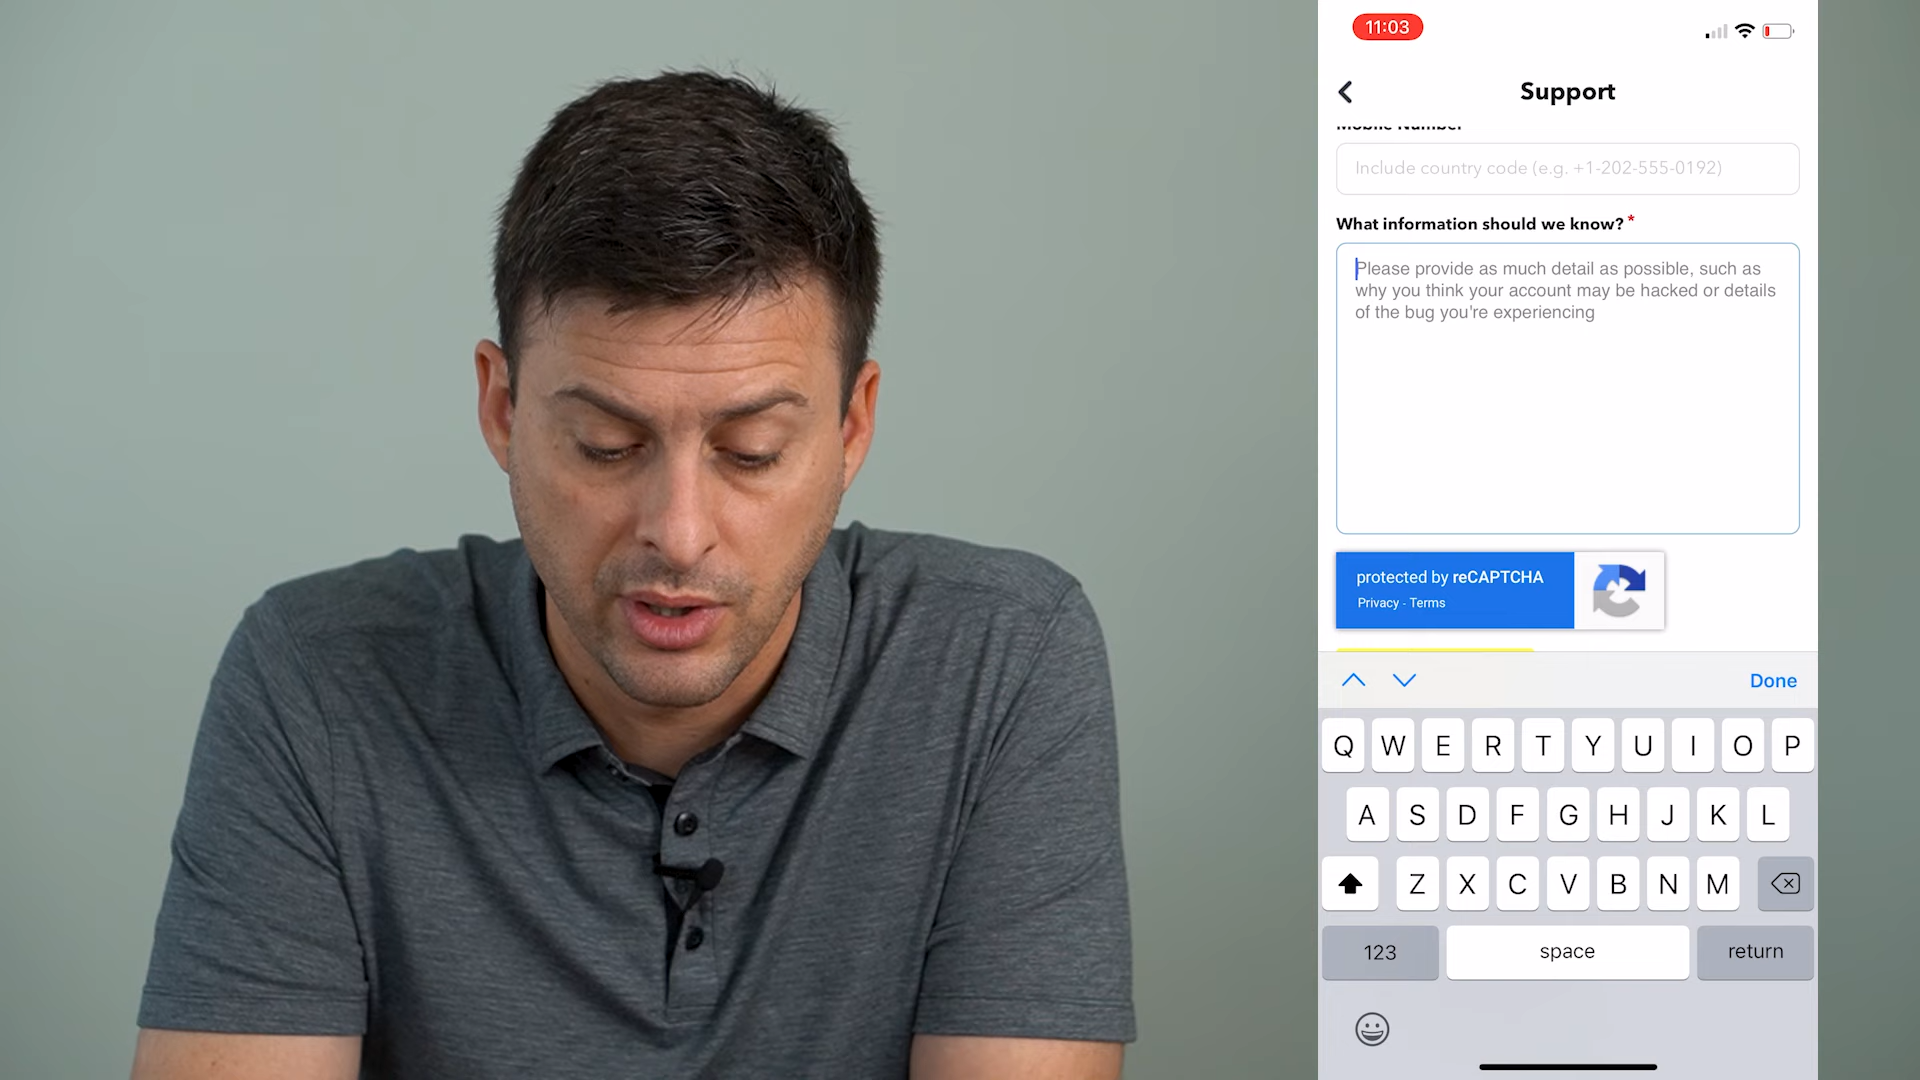 11:03
Support
Mobile Number
Include country code (e.g. +1-202-555-0192)
What information should we know? *
Please provide as much detail as possible, such as
why you think your account may be hacked or details
of the bug you're experiencing
protected by reCAPTCHA
Privacy - Terms
Done
Q W E R T Y U I O P
A S D F G H J K L
Z X C V B N M
123 space return